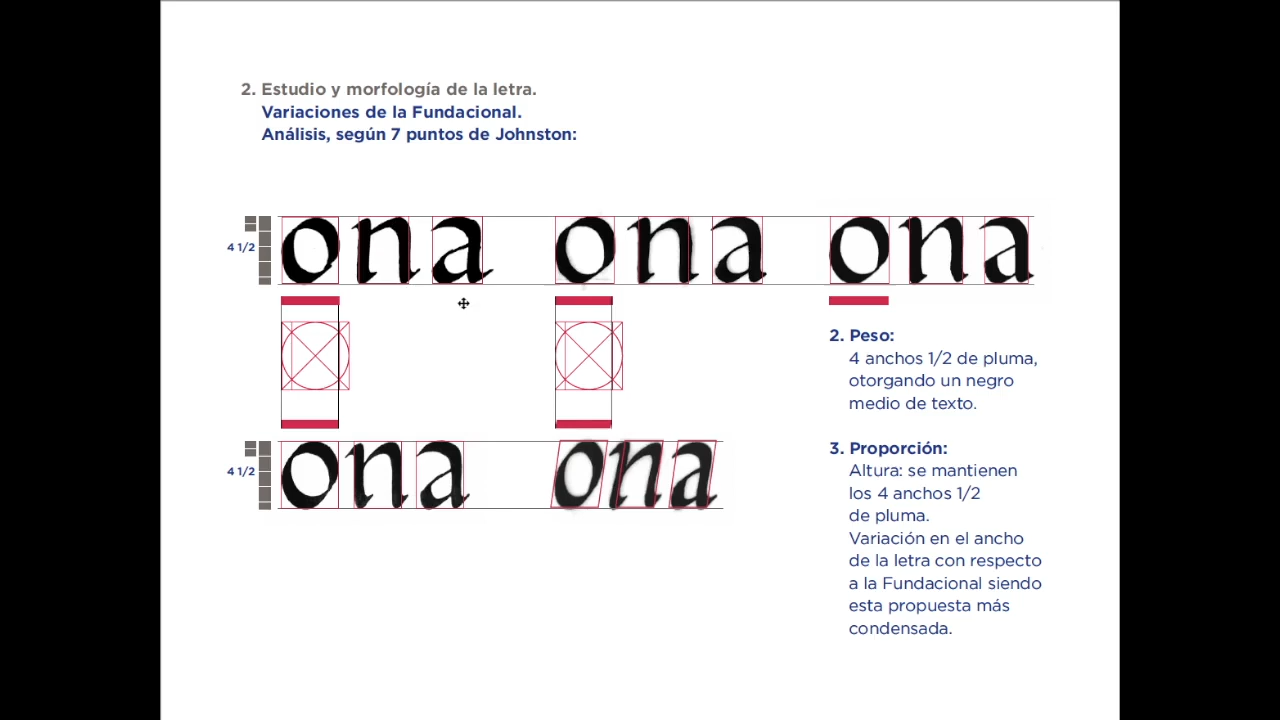 2. Estudio y morfología de la letra.
Variaciones de la Fundacional.
Análisis, según 7 puntos de Johnston:
4 1/2
ona ona ona
2. Peso:
4 anchos 1/2 de pluma,
otorgando un negro
medio de texto.
4 1/2
ona ona
3. Proporción:
Altura: se mantienen
los 4 anchos 1/2
de pluma.
Variación en el ancho
de la letra con respecto
a la Fundacional siendo
esta propuesta más
condensada.